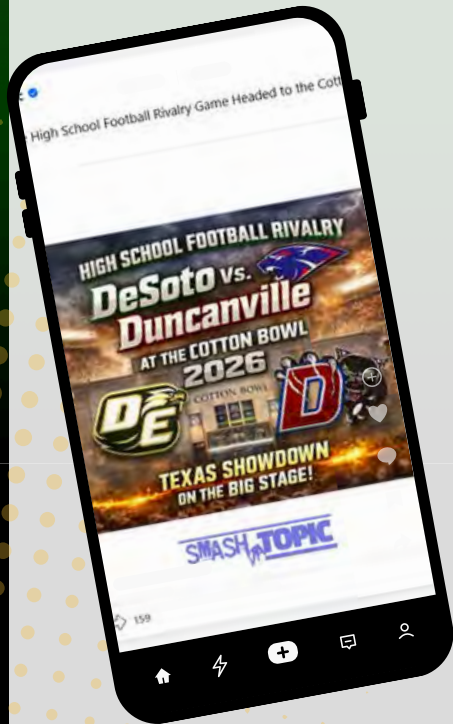 High School Football Rivalry Game Headed to the Cott
HIGH SCHOOL FOOTBALL RIVALRY
DeSoto vs.
Duncanville
AT THE COTTON BOWL
2026
COTTON BOWL
DE
D
TEXAS SHOWDOWN
ON THE BIG STAGE!
SMASH TOPIC
159